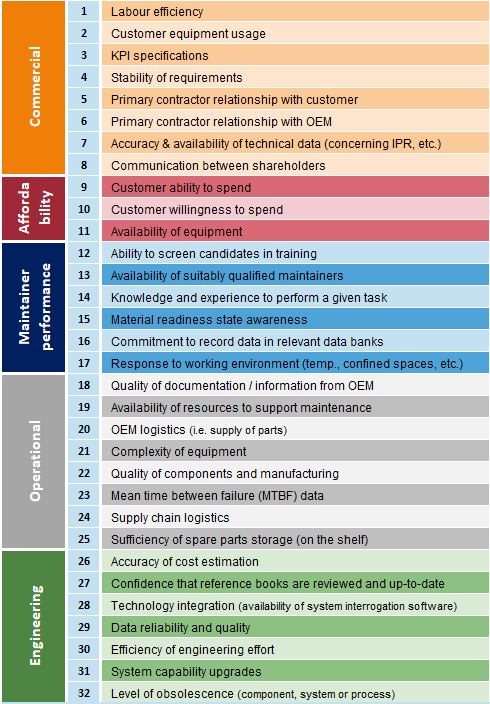 Commercial
1 Labour efficiency
2 Customer equipment usage
3 KPI specifications
4 Stability of requirements
5 Primary contractor relationship with customer
6 Primary contractor relationship with OEM
7 Accuracy & availability of technical data (concerning IPR, etc.)
8 Communication between shareholders
Afforda
bility
9 Customer ability to spend
10 Customer willingness to spend
11 Availability of equipment
Maintainer
performance
12 Ability to screen candidates in training
13 Availability of suitably qualified maintainers
14 Knowledge and experience to perform a given task
15 Material readiness state awareness
16 Commitment to record data in relevant data banks
17 Response to working environment (temp., confined spaces, etc.)
Operational
18 Quality of documentation / information from OEM
19 Availability of resources to support maintenance
20 OEM logistics (i.e. supply of parts)
21 Complexity of equipment
22 Quality of components and manufacturing
23 Mean time between failure (MTBF) data
24 Supply chain logistics
25 Sufficiency of spare parts storage (on the shelf)
Engineering
26 Accuracy of cost estimation
27 Confidence that reference books are reviewed and up-to-date
28 Technology integration (availability of system interrogation software)
29 Data reliability and quality
30 Efficiency of engineering effort
31 System capability upgrades
32 Level of obsolescence (component, system or process)